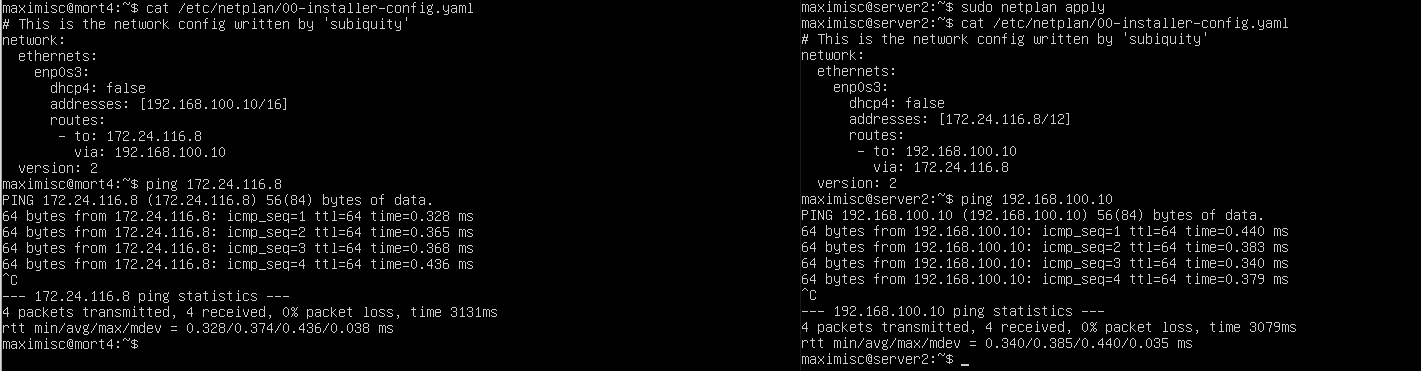 maximisc@mort4:~$ cat /etc/netplan/00-installer-config.yaml
# This is the network config written by 'subiquity'
network:
  ethernets:
    enp0s3:
      dhcp4: false
      addresses: [192.168.100.10/16]
      routes:
       - to: 172.24.116.8
         via: 192.168.100.10
  version: 2
maximisc@mort4:~$ ping 172.24.116.8
PING 172.24.116.8 (172.24.116.8) 56(84) bytes of data.
64 bytes from 172.24.116.8: icmp_seq=1 ttl=64 time=0.328 ms
64 bytes from 172.24.116.8: icmp_seq=2 ttl=64 time=0.365 ms
64 bytes from 172.24.116.8: icmp_seq=3 ttl=64 time=0.368 ms
64 bytes from 172.24.116.8: icmp_seq=4 ttl=64 time=0.436 ms
^C
--- 172.24.116.8 ping statistics ---
4 packets transmitted, 4 received, 0% packet loss, time 3131ms
rtt min/avg/max/mdev = 0.328/0.374/0.436/0.038 ms
maximisc@mort4:~$
maximisc@server2:~$ sudo netplan apply
maximisc@server2:~$ cat /etc/netplan/00-installer-config.yaml
# This is the network config written by 'subiquity'
network:
  ethernets:
    enp0s3:
      dhcp4: false
      addresses: [172.24.116.8/12]
      routes:
       - to: 192.168.100.10
         via: 172.24.116.8
  version: 2
maximisc@server2:~$ ping 192.168.100.10
PING 192.168.100.10 (192.168.100.10) 56(84) bytes of data.
64 bytes from 192.168.100.10: icmp_seq=1 ttl=64 time=0.440 ms
64 bytes from 192.168.100.10: icmp_seq=2 ttl=64 time=0.383 ms
64 bytes from 192.168.100.10: icmp_seq=3 ttl=64 time=0.340 ms
64 bytes from 192.168.100.10: icmp_seq=4 ttl=64 time=0.379 ms
^C
--- 192.168.100.10 ping statistics ---
4 packets transmitted, 4 received, 0% packet loss, time 3079ms
rtt min/avg/max/mdev = 0.340/0.385/0.440/0.035 ms
maximisc@server2:~$ _